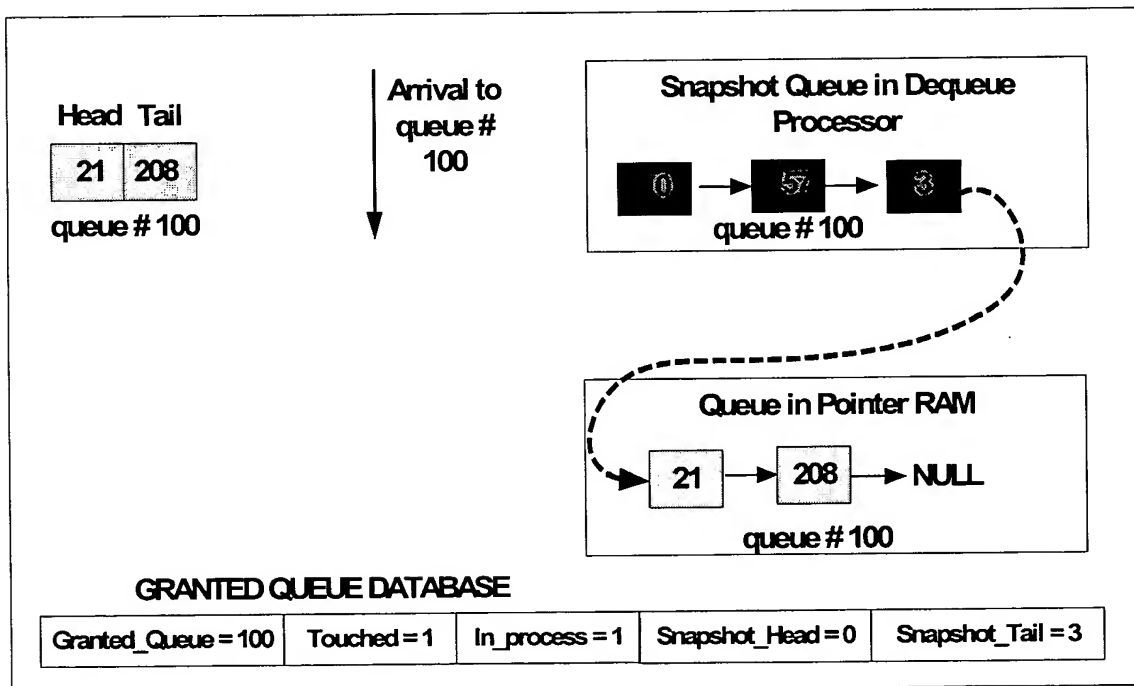 Head Tail
21 208
queue # 100
Arrival to
queue #
100
Snapshot Queue in Dequeue
Processor
0 57 3
queue # 100
Queue in Pointer RAM
21 208 NULL
queue # 100
GRANTED QUEUE DATABASE
Granted_Queue = 100 Touched = 1 In_process = 1 Snapshot_Head = 0 Snapshot_Tail = 3